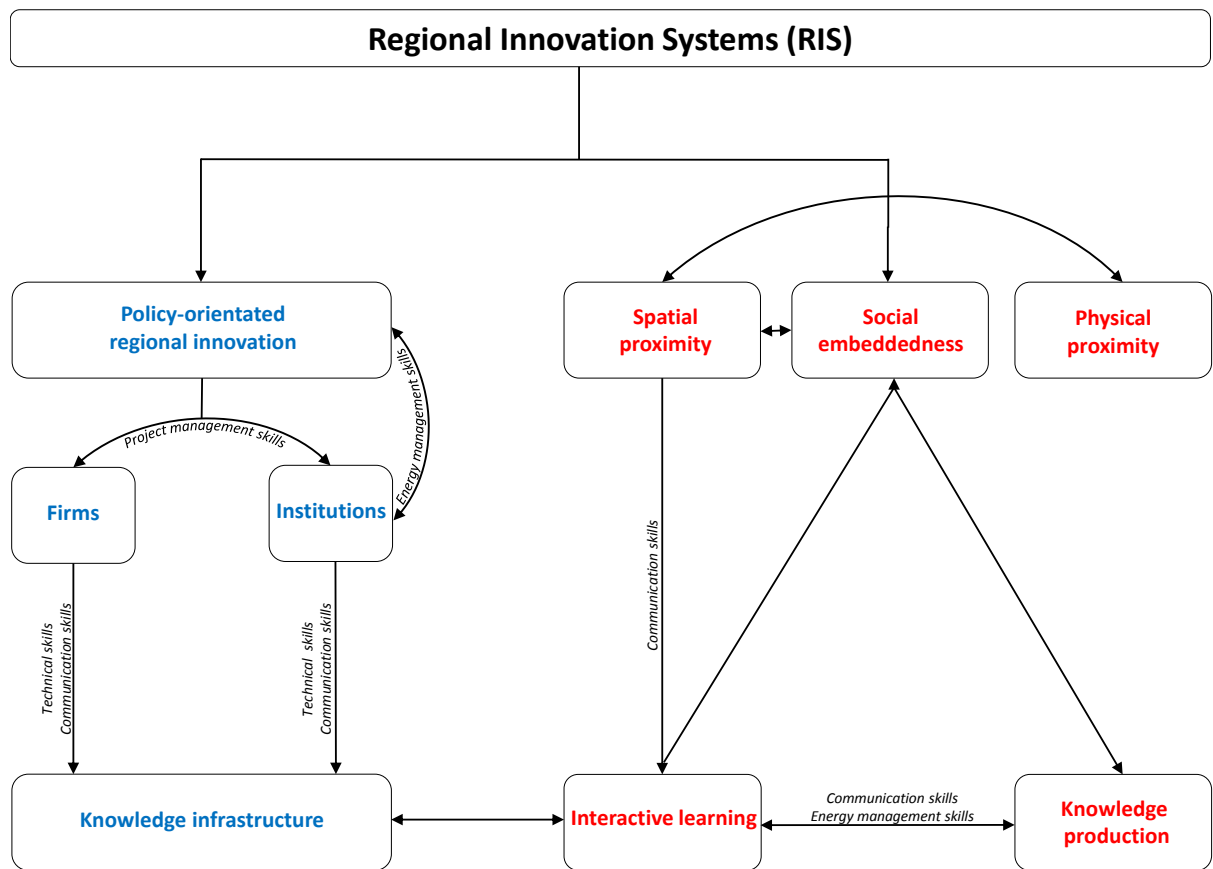 Regional Innovation Systems (RIS)
Policy-orientated
regional innovation
Spatial
proximity
Social
embeddedness
Physical
proximity
Project management skills
Energy management skills
Firms
Institutions
Technical skills
Communication skills
Technical skills
Communication skills
Communication skills
Knowledge infrastructure
Interactive learning
Communication skills
Energy management skills
Knowledge
production